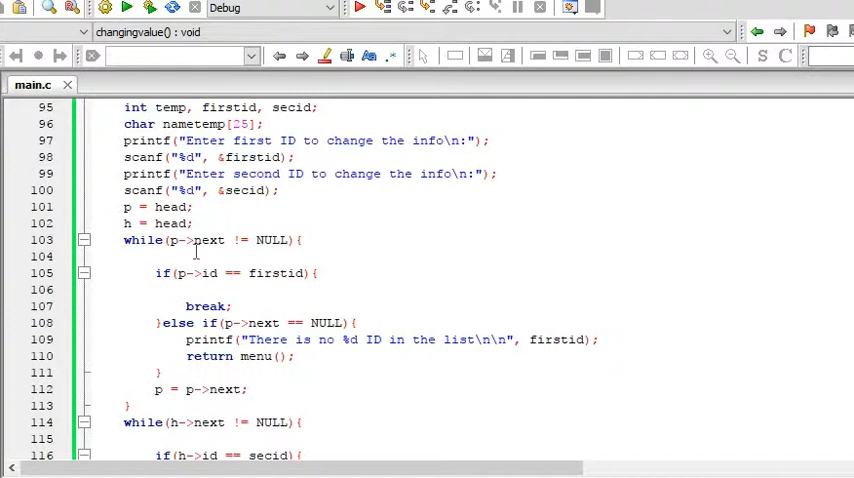 Debug
changingvalue() : void
Aa
.*
S
C
main.c
95 int temp, firstid, secid;
96 char nametemp[25];
97 printf("Enter first ID to change the info\n:");
98 scanf("%d", &firstid);
99 printf("Enter second ID to change the info\n:");
100 scanf("%d", &secid);
101 p = head;
102 h = head;
103 while(p->next != NULL){
104
105 if(p->id == firstid){
106
107 break;
108 }else if(p->next == NULL){
109 printf("There is no %d ID in the list\n\n", firstid);
110 return menu();
111 }
112 p = p->next;
113 }
114 while(h->next != NULL){
115
116 if(h->id == secid){